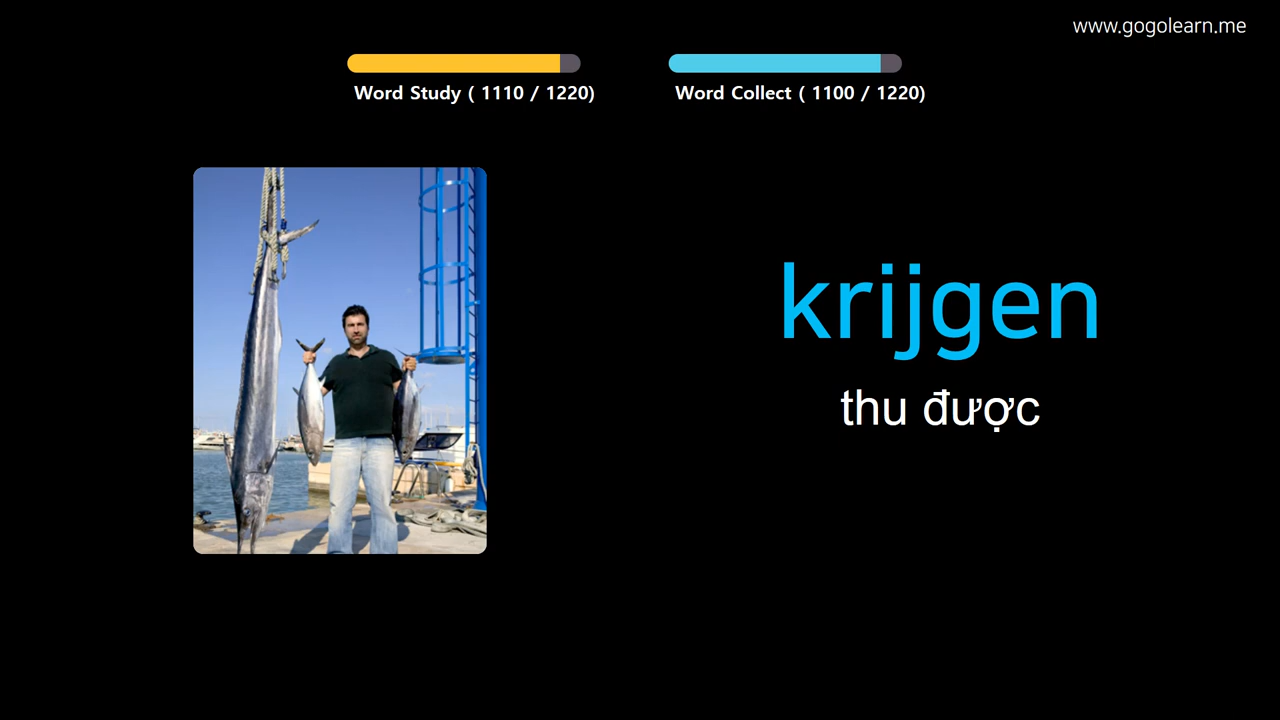 www.gogolearn.me
Word Study ( 1110 / 1220)
Word Collect ( 1100 / 1220)
krijgen
thu được